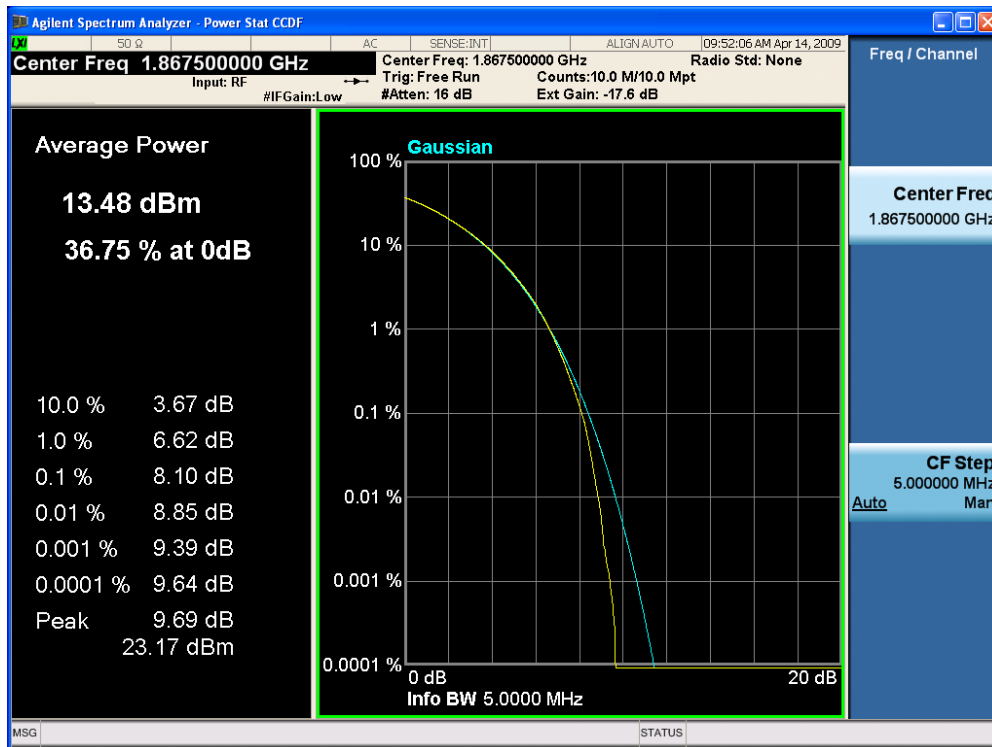 Agilent Spectrum Analyzer - Power Stat CCDF
LXI 50 Ω AC SENSE:INT ALIGN AUTO 09:52:06 AM Apr 14, 2009
Center Freq 1.867500000 GHz
Input: RF
#IFGain:Low
Center Freq: 1.867500000 GHz Radio Std: None
Trig: Free Run Counts:10.0 M/10.0 Mpt
#Atten: 16 dB Ext Gain: -17.6 dB
Average Power
13.48 dBm
36.75 % at 0dB
10.0 % 3.67 dB
1.0 % 6.62 dB
0.1 % 8.10 dB
0.01 % 8.85 dB
0.001 % 9.39 dB
0.0001 % 9.64 dB
Peak 9.69 dB
23.17 dBm
Gaussian
100 %
10 %
1 %
0.1 %
0.01 %
0.001 %
0.0001 %
0 dB 20 dB
Info BW 5.0000 MHz
Freq / Channel
Center Freq
1.867500000 GHz
CF Step
5.000000 MHz
Auto Man
MSG STATUS